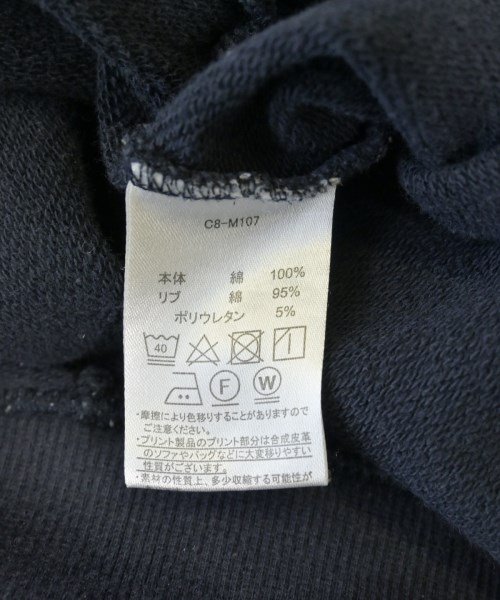 C8-M107
本体 綿 100%
リブ 綿 95%
ポリウレタン 5%
40
F W
・摩擦により色移りすることがありますので
ご注意ください。
・プリント製品のプリント部分は合成皮革
のソファやバッグなどに大変移りやすい
性質がございます。
・素材の性質上、多少収縮する可能性が